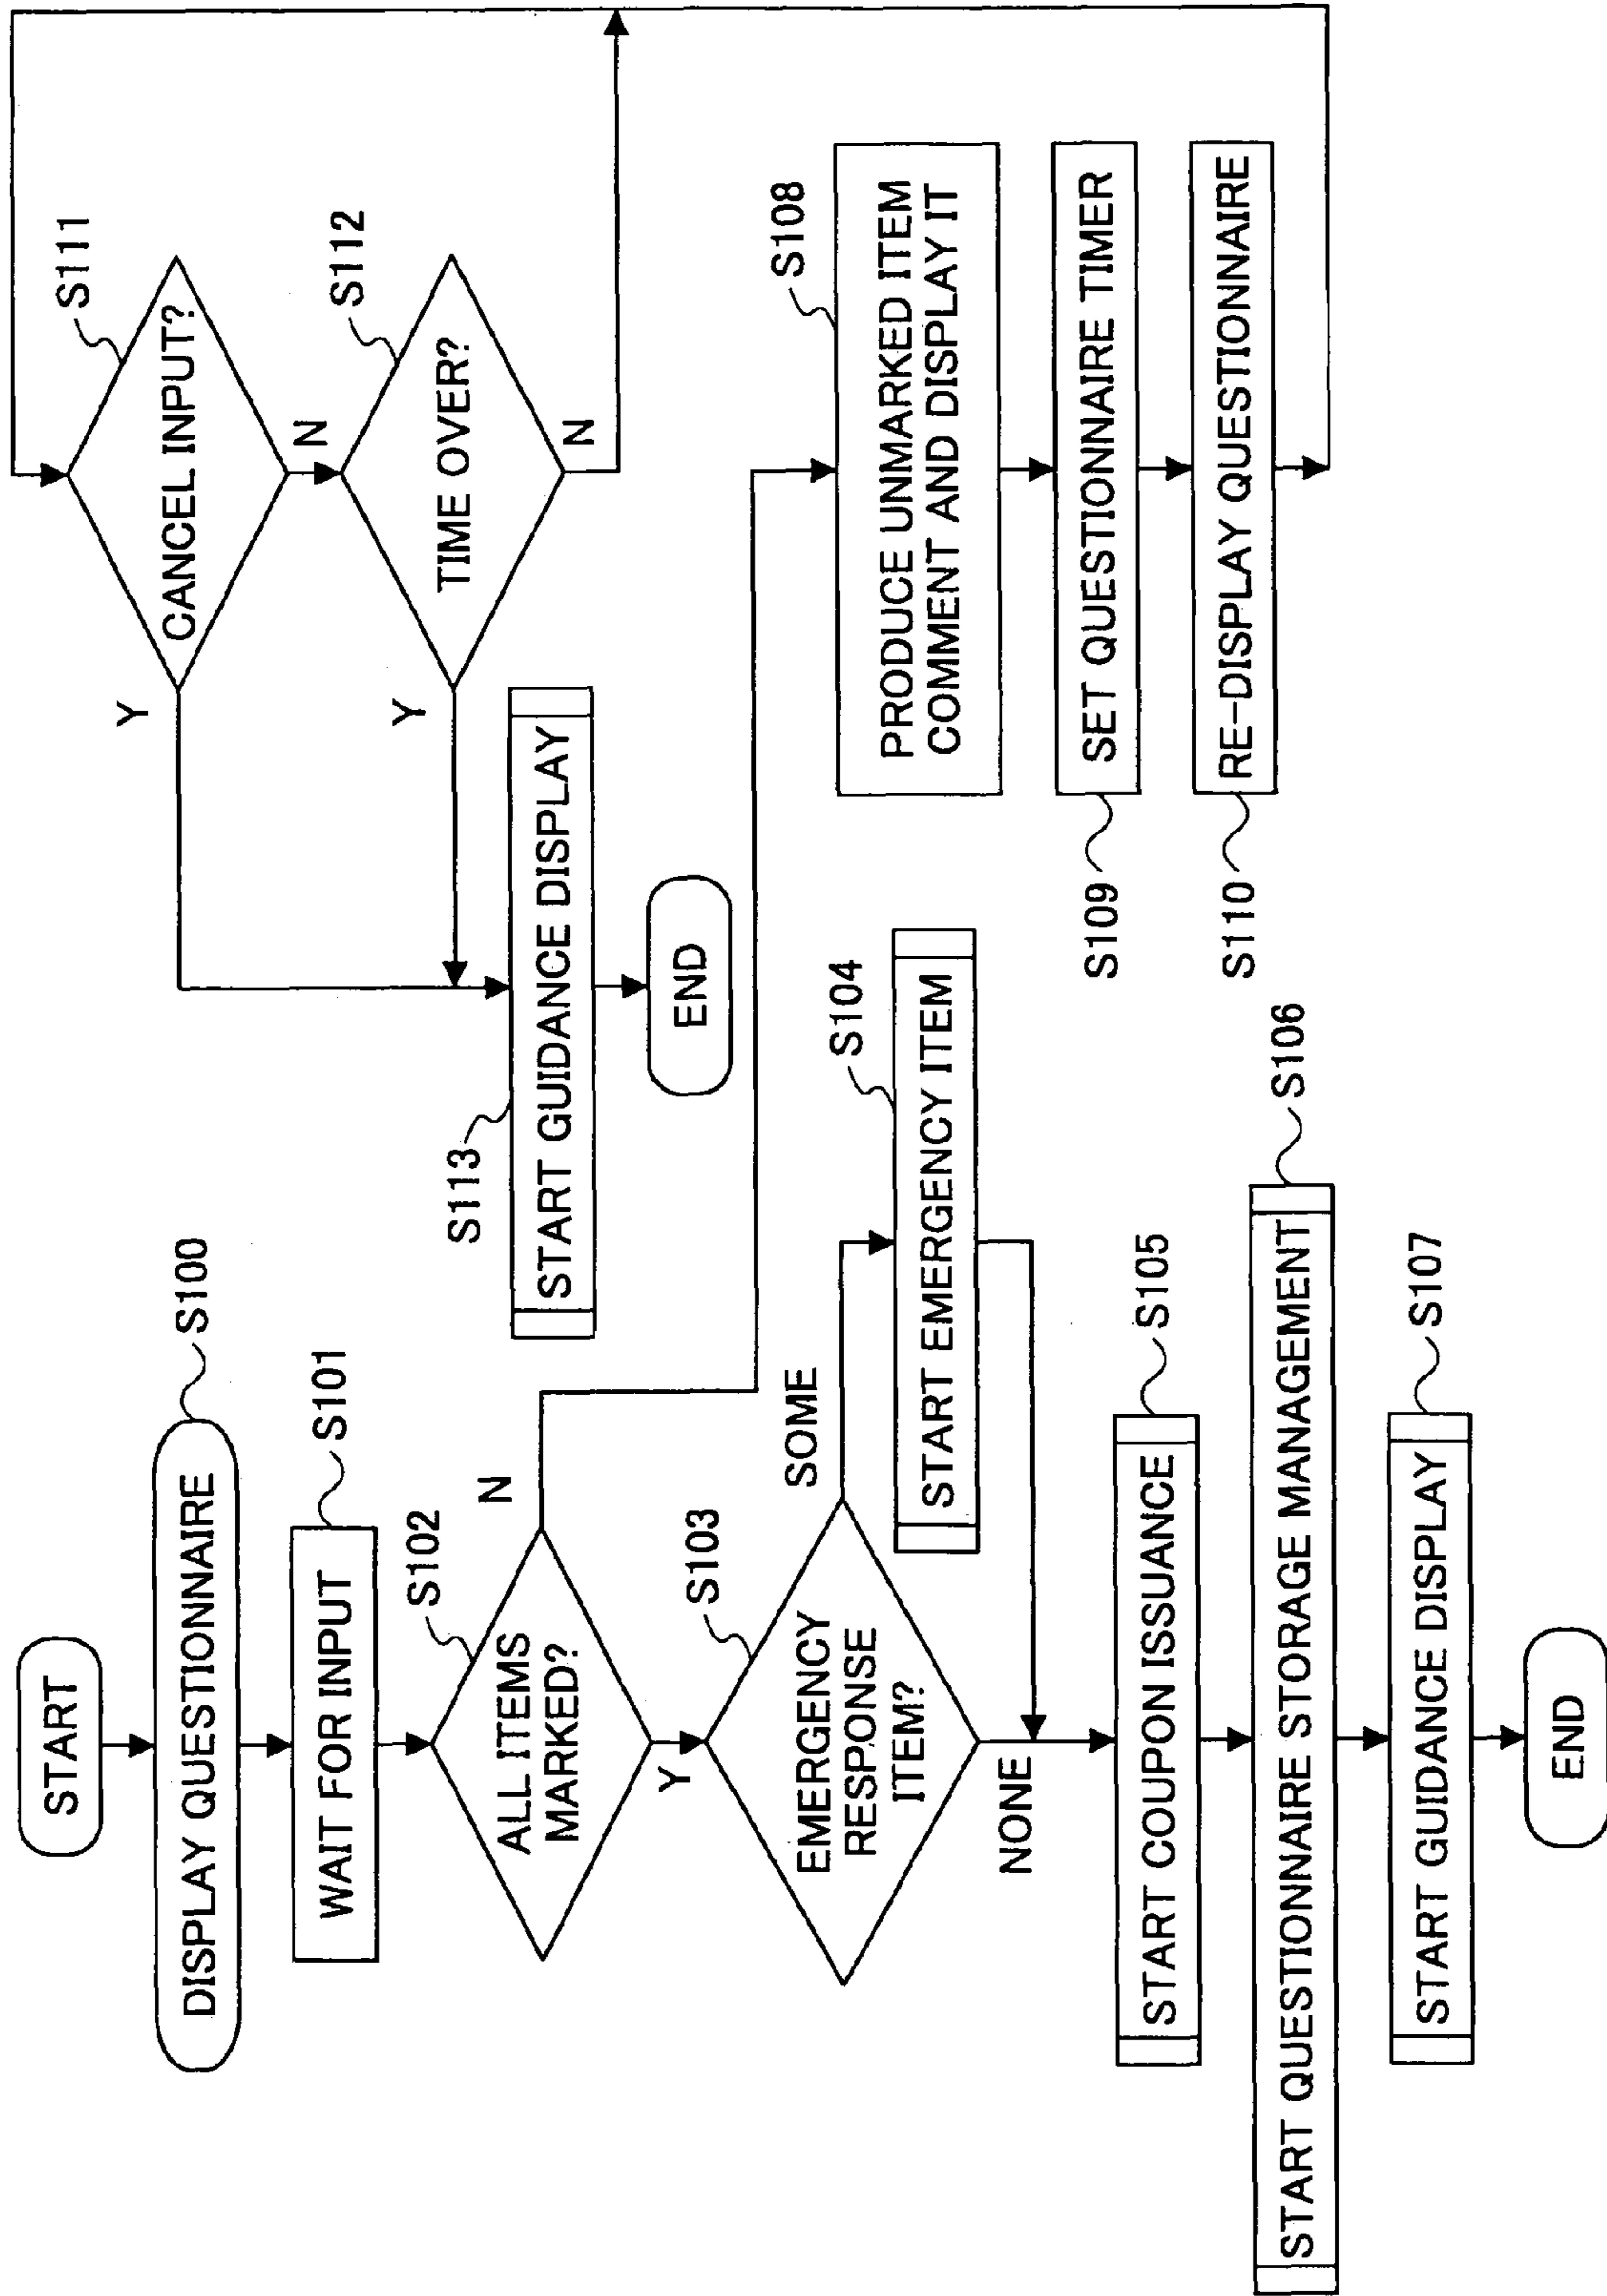 START
DISPLAY QUESTIONNAIRE
S100
WAIT FOR INPUT
S101
ALL ITEMS
MARKED?
S102
N
Y
EMERGENCY
RESPONSE
ITEM?
S103
SOME
NONE
START EMERGENCY ITEM
S104
START COUPON ISSUANCE
S105
START QUESTIONNAIRE STORAGE MANAGEMENT
S106
START GUIDANCE DISPLAY
S107
END
CANCEL INPUT?
S111
Y
N
TIME OVER?
S112
Y
N
START GUIDANCE DISPLAY
S113
END
PRODUCE UNMARKED ITEM
COMMENT AND DISPLAY IT
S108
SET QUESTIONNAIRE TIMER
S109
RE-DISPLAY QUESTIONNAIRE
S110